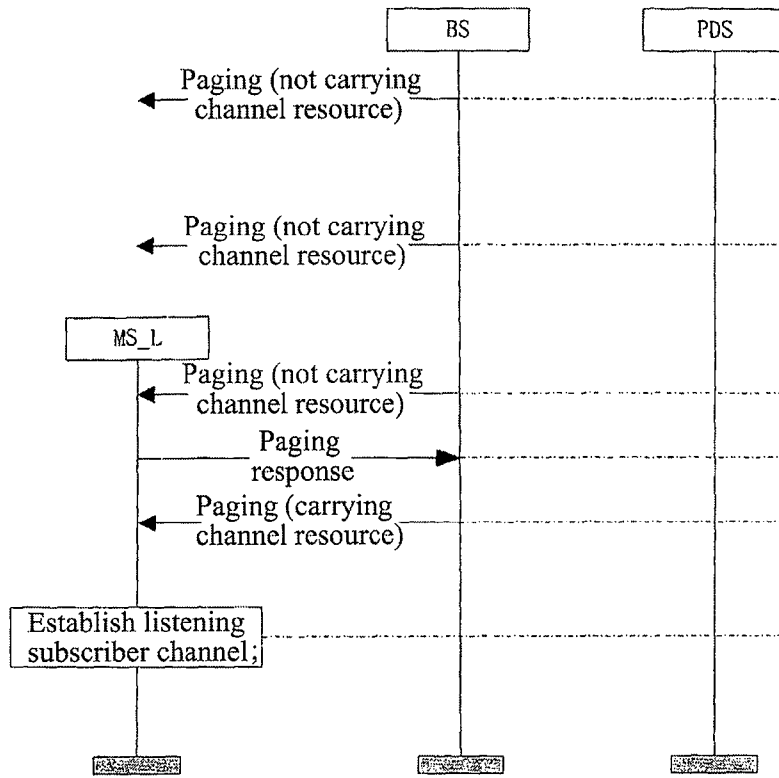 BS
PDS
Paging (not carrying
channel resource)
Paging (not carrying
channel resource)
MS_L
Paging (not carrying
channel resource)
Paging
response
Paging (carrying
channel resource)
Establish listening
subscriber channel;